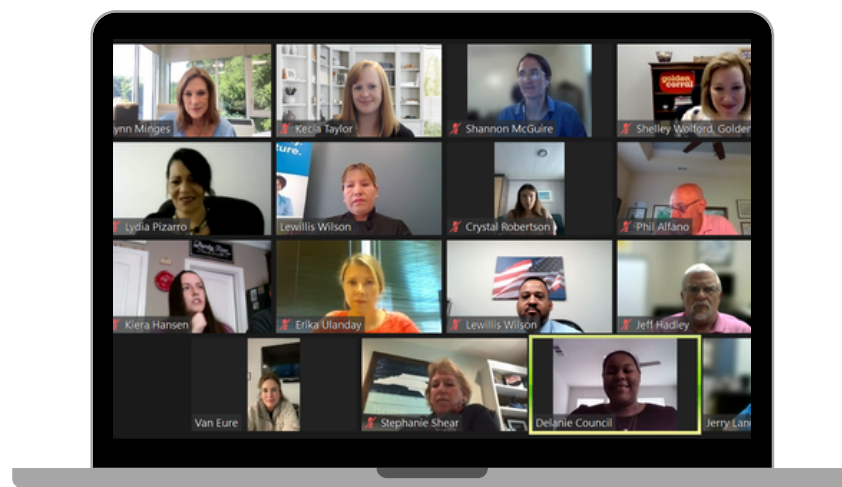 ynn Minges
Kecia Taylor
Shannon McGuire
golden
corral
Shelley Wolford, Golden
ture.
Lydia Pizarro
Lewillis Wilson
Crystal Robertson
Phil Alfano
Kiera Hansen
Erika Ulanday
Lewillis Wilson
Jeff Hadley
Van Eure
Stephanie Shear
Delanie Council
Jerry Lan